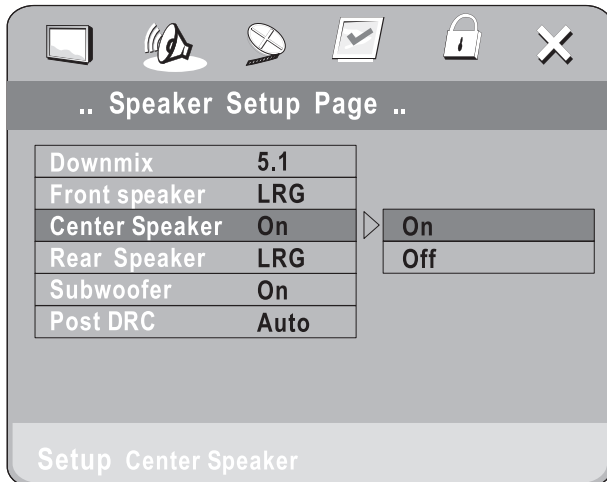 .. Speaker Setup Page ..
Downmix 5.1
Front speaker LRG
Center Speaker On On
Rear Speaker LRG Off
Subwoofer On
Post DRC Auto
Setup Center Speaker